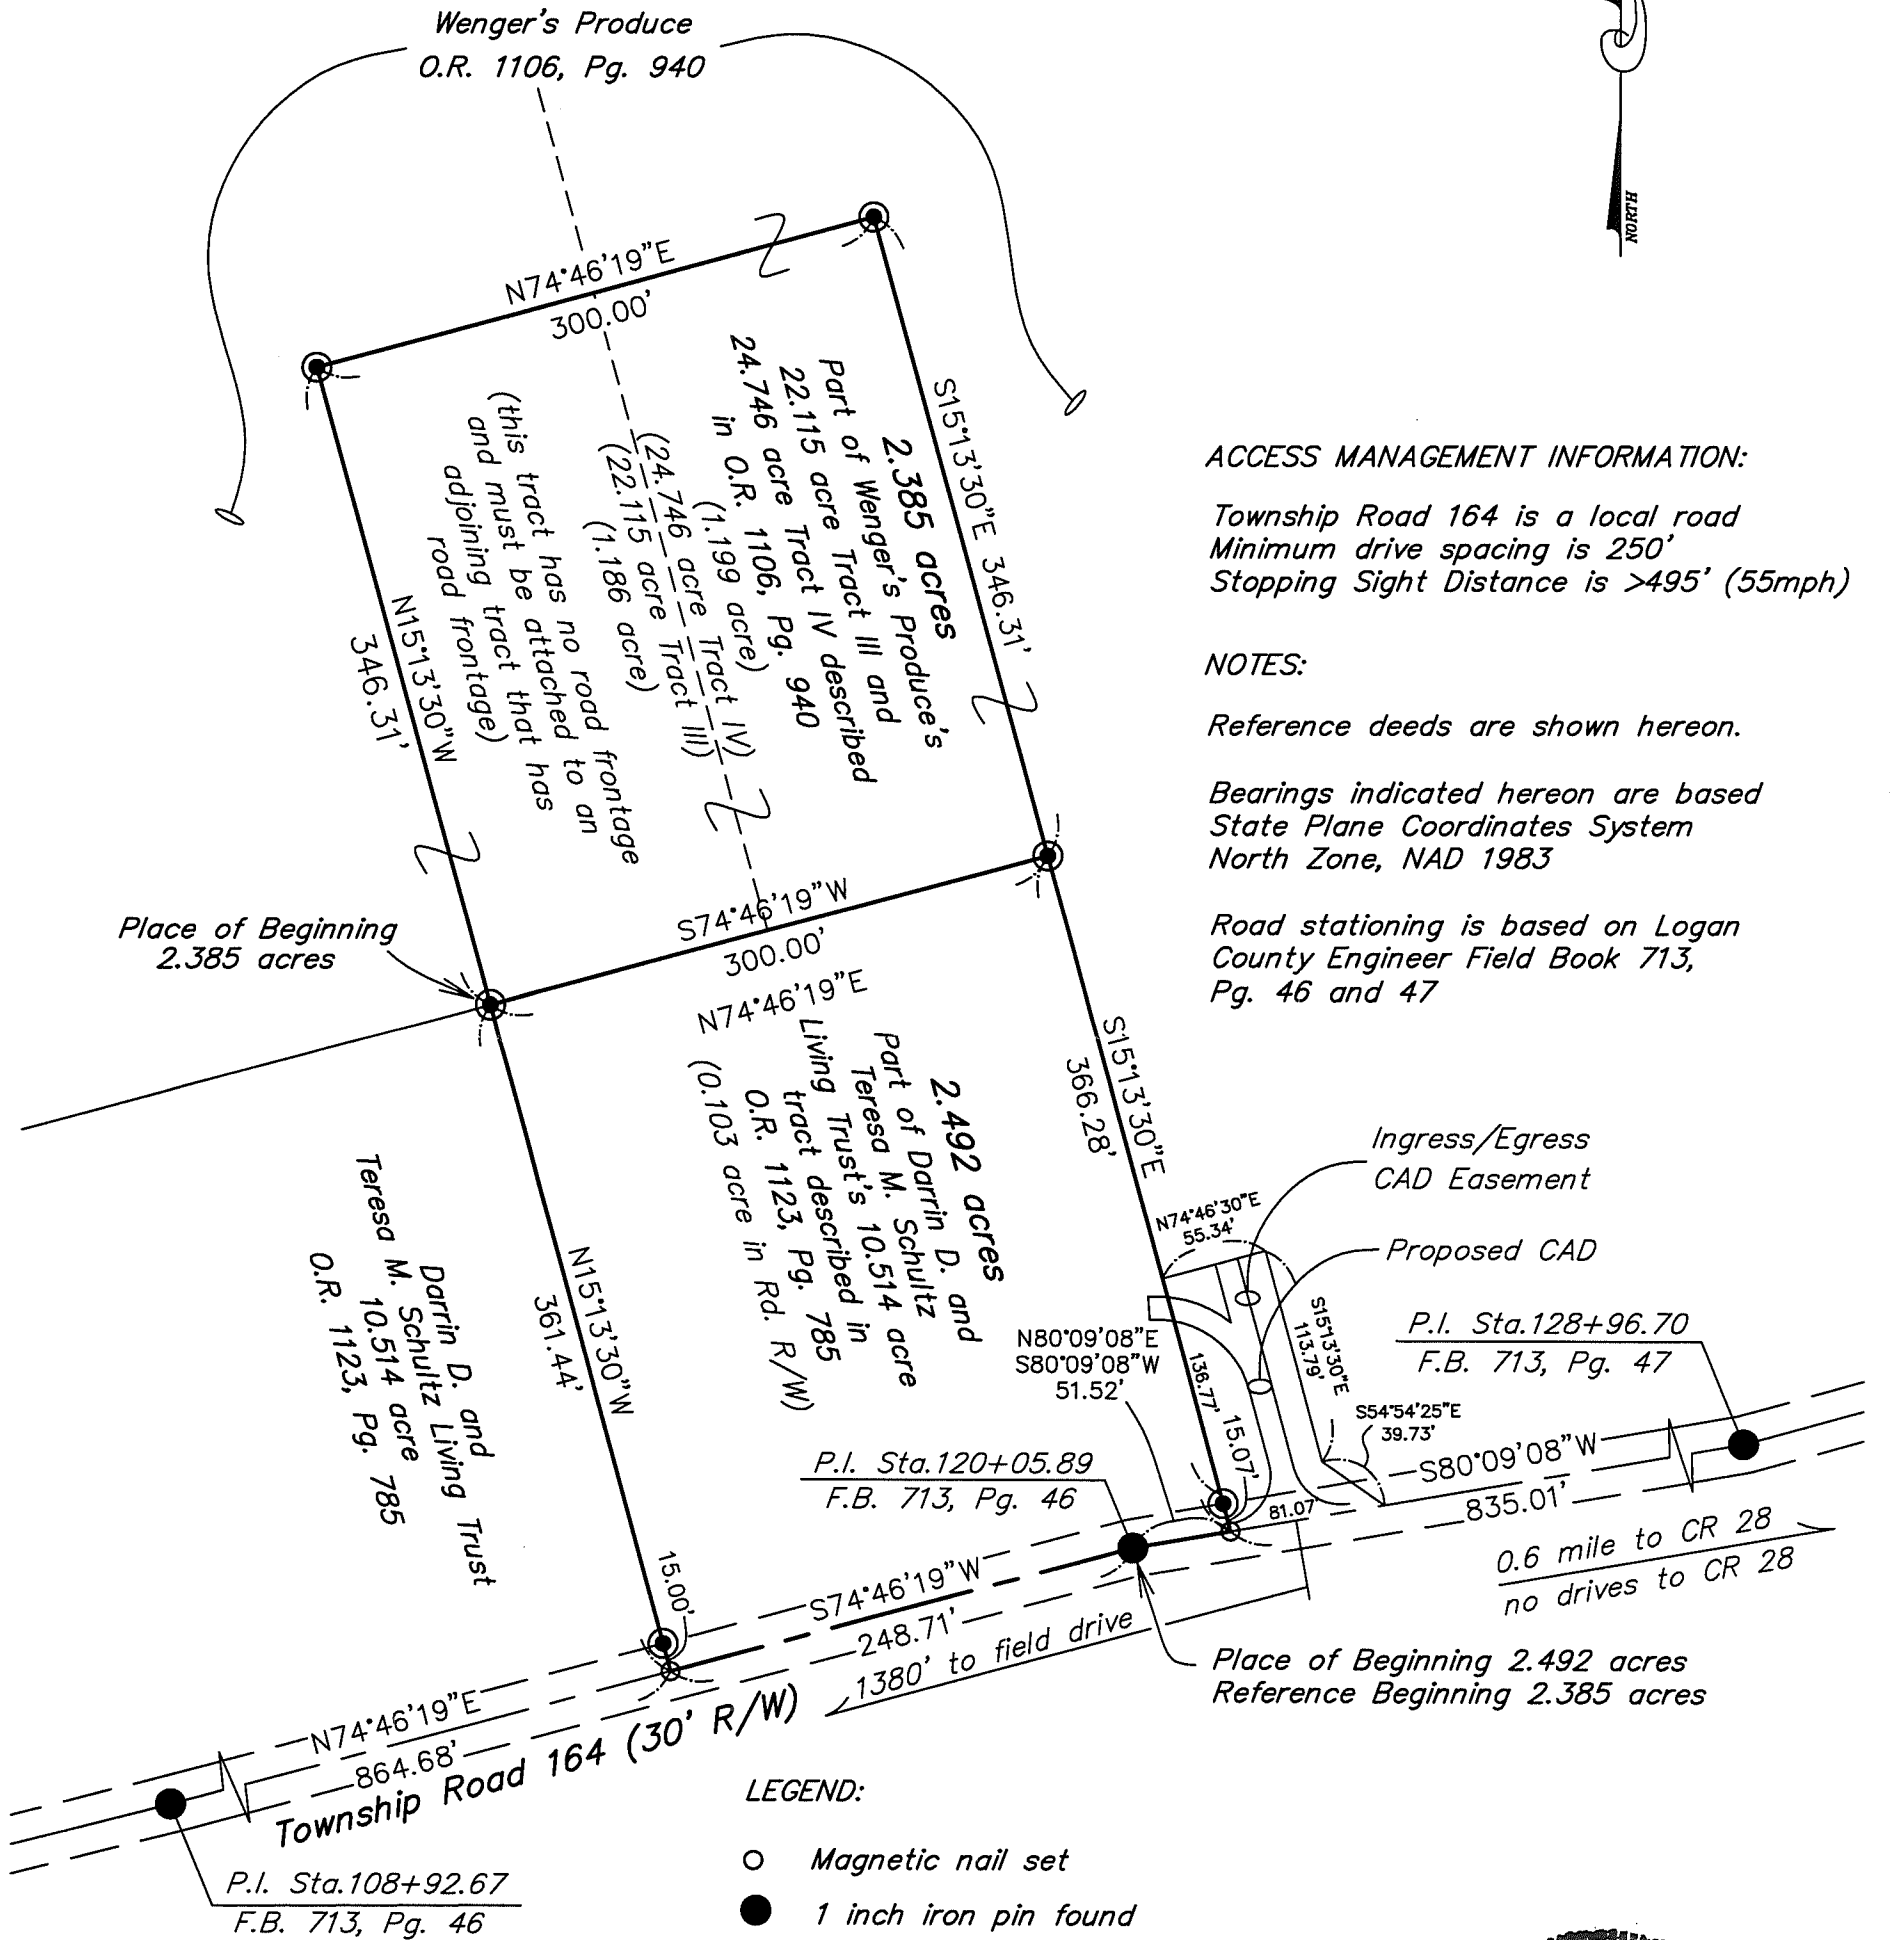 Wenger's Produce
O.R. 1106, Pg. 940
NORTH
N74°46'19"E
300.00'
S15°13'30"E 346.31'
2.385 acres
Part of Wenger's Produce's
22.115 acre Tract III and
24.746 acre Tract IV described
in O.R. 1106, Pg. 940
(1.199 acre)
(24.746 acre Tract IV)
(22.115 acre Tract III)
(1.186 acre)
(this tract has no road frontage
and must be attached to an
adjoining tract that has
road frontage)
N15°13'30"W
346.31'
ACCESS MANAGEMENT INFORMATION:
Township Road 164 is a local road
Minimum drive spacing is 250'
Stopping Sight Distance is >495' (55mph)
NOTES:
Reference deeds are shown hereon.
Bearings indicated hereon are based
State Plane Coordinates System
North Zone, NAD 1983
Road stationing is based on Logan
County Engineer Field Book 713,
Pg. 46 and 47
Place of Beginning
2.385 acres
S74°46'19"W
300.00'
N74°46'19"E
S15°13'30"E
366.28'
2.492 acres
Part of Darrin D. and
Teresa M. Schultz
Living Trust's 10.514 acre
tract described in
O.R. 1123, Pg. 785
(0.103 acre in Rd. R/W)
N15°13'30"W
361.44'
Darrin D. and
Teresa M. Schultz Living Trust
10.514 acre
O.R. 1123, Pg. 785
Ingress/Egress
CAD Easement
Proposed CAD
N74°46'30"E
55.34'
S15°13'30"E
113.79'
S54°54'25"E
39.73'
136.77'
15.07'
81.07'
N80°09'08"E
S80°09'08"W
51.52'
P.I. Sta.128+96.70
F.B. 713, Pg. 47
P.I. Sta.120+05.89
F.B. 713, Pg. 46
S80°09'08"W
835.01'
0.6 mile to CR 28
no drives to CR 28
15.00'
S74°46'19"W
248.71'
1380' to field drive
Place of Beginning 2.492 acres
Reference Beginning 2.385 acres
N74°46'19"E
864.68'
Township Road 164 (30' R/W)
P.I. Sta.108+92.67
F.B. 713, Pg. 46
LEGEND:
Magnetic nail set
1 inch iron pin found